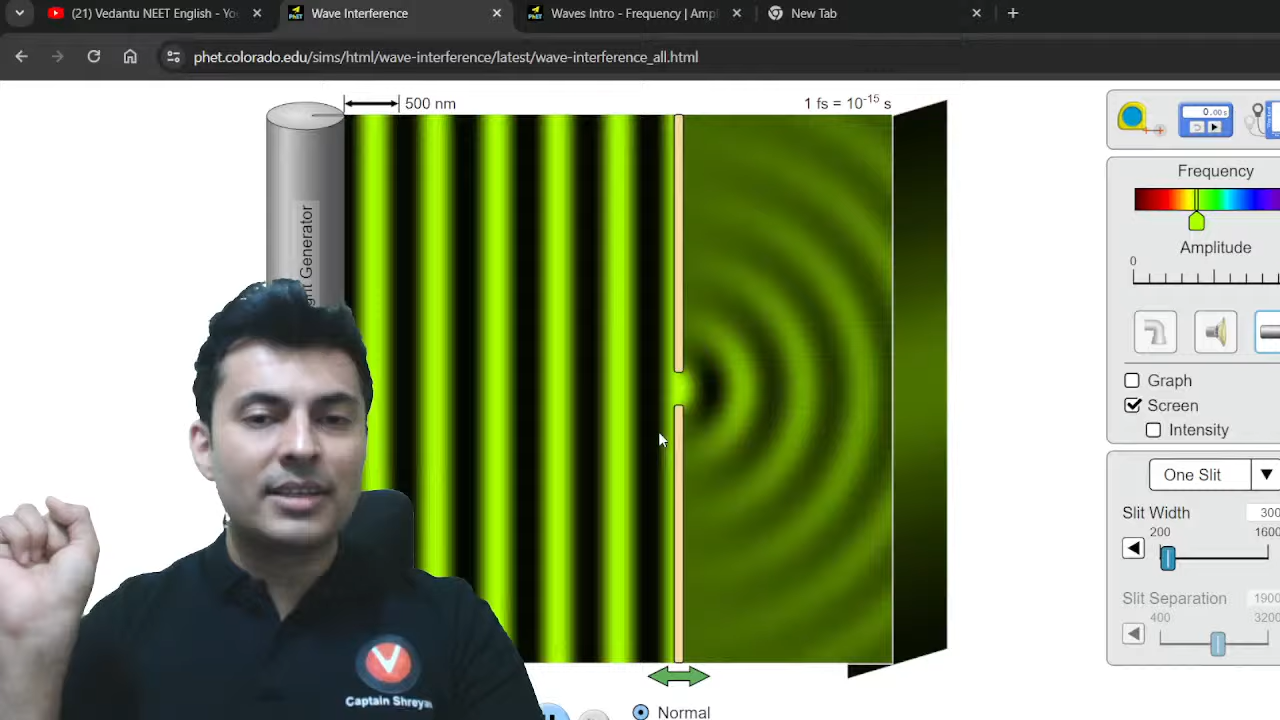 (21) Vedantu NEET English - Yo
Wave Interference
Waves Intro - Frequency | Ampl
New Tab
phet.colorado.edu/sims/html/wave-interference/latest/wave-interference_all.html
500 nm
1 fs = 10-15 s
0.00s
Frequency
Amplitude
0
Generator
Graph
Screen
Intensity
One Slit
Slit Width
300
200
1600
Slit Separation
1900
400
3200
V
Captain Shreyas
Normal